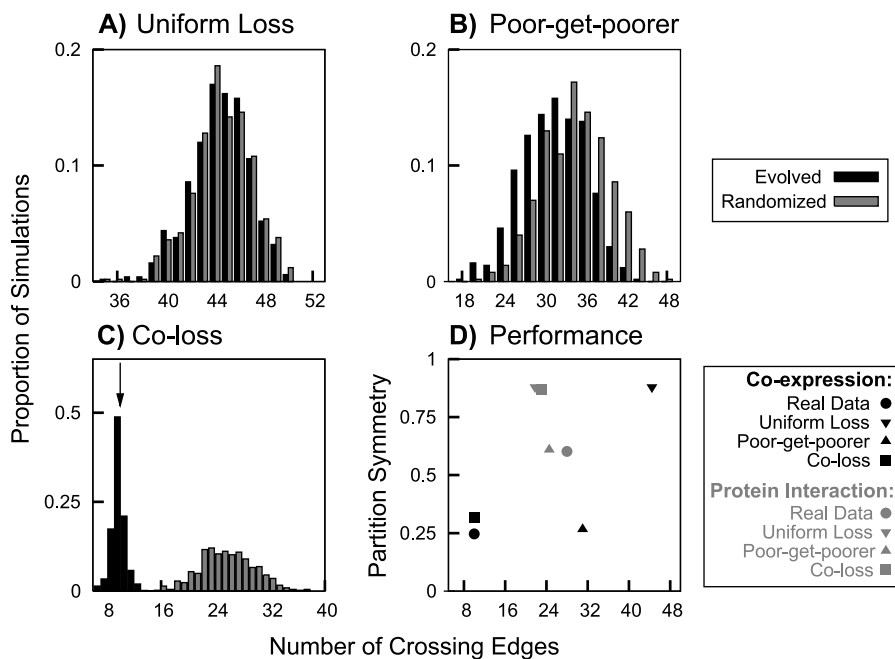 A) Uniform Loss
B) Poor-get-poorer
0.2
0.1
0
36 40 44 48 52
0.2
0.1
0
18 24 30 36 42 48
Evolved
Randomized
Proportion of Simulations
C) Co-loss
D) Performance
0.5
0.25
0
8 16 24 32 40
Partition Symmetry
1
0.75
0.5
0.25
0
8 16 24 32 40 48
Number of Crossing Edges
Co-expression:
Real Data
Uniform Loss
Poor-get-poorer
Co-loss
Protein Interaction:
Real Data
Uniform Loss
Poor-get-poorer
Co-loss